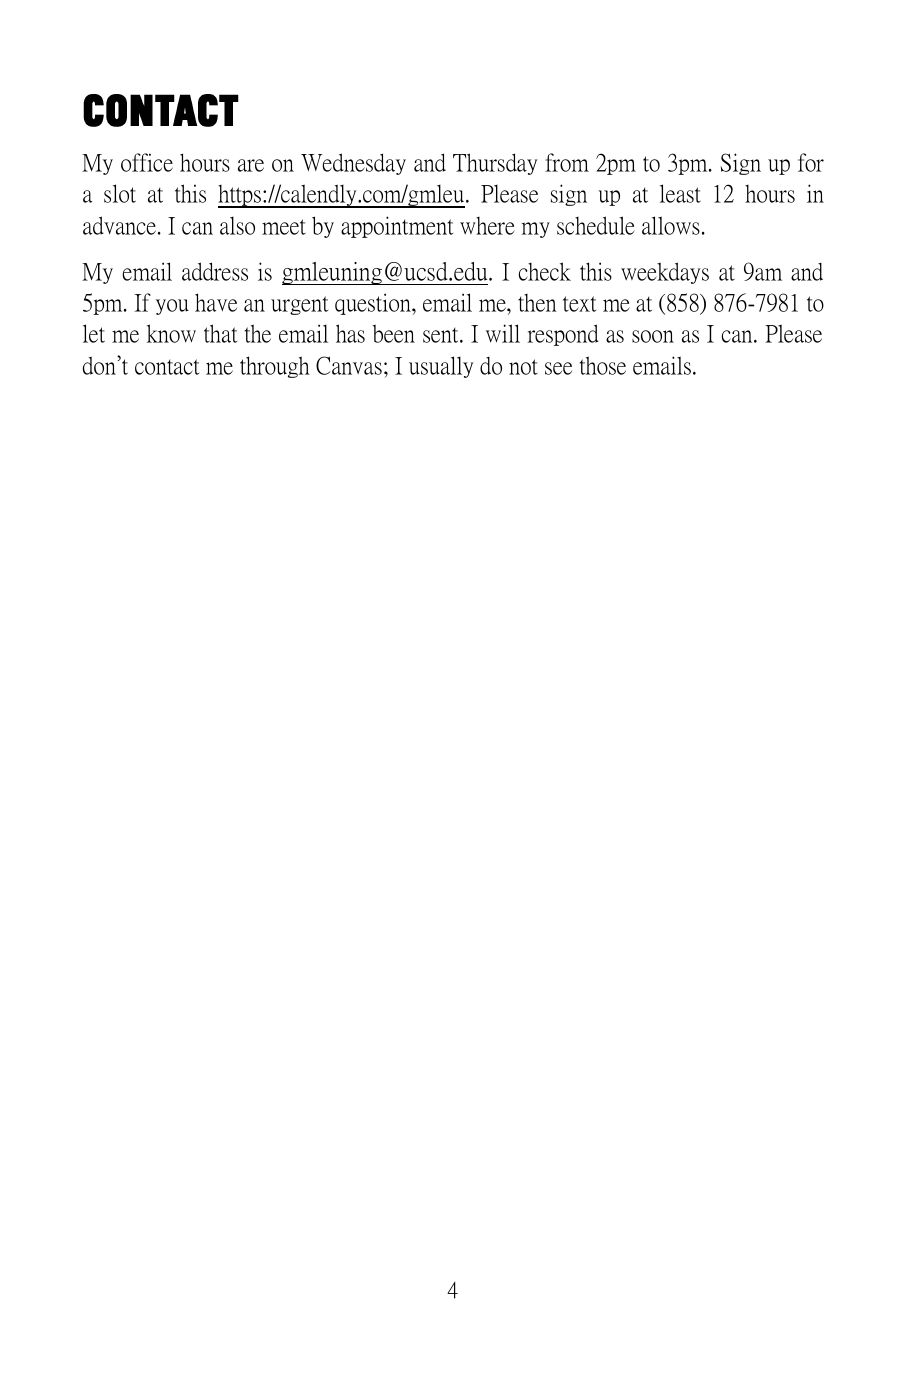 CONTACT
My office hours are on Wednesday and Thursday from 2pm to 3pm. Sign up for
a slot at this https://calendly.com/gmleu. Please sign up at least 12 hours in
advance. I can also meet by appointment where my schedule allows.
My email address is gmleuning@ucsd.edu. I check this weekdays at 9am and
5pm. If you have an urgent question, email me, then text me at (858) 876-7981 to
let me know that the email has been sent. I will respond as soon as I can. Please
don’t contact me through Canvas; I usually do not see those emails.
4